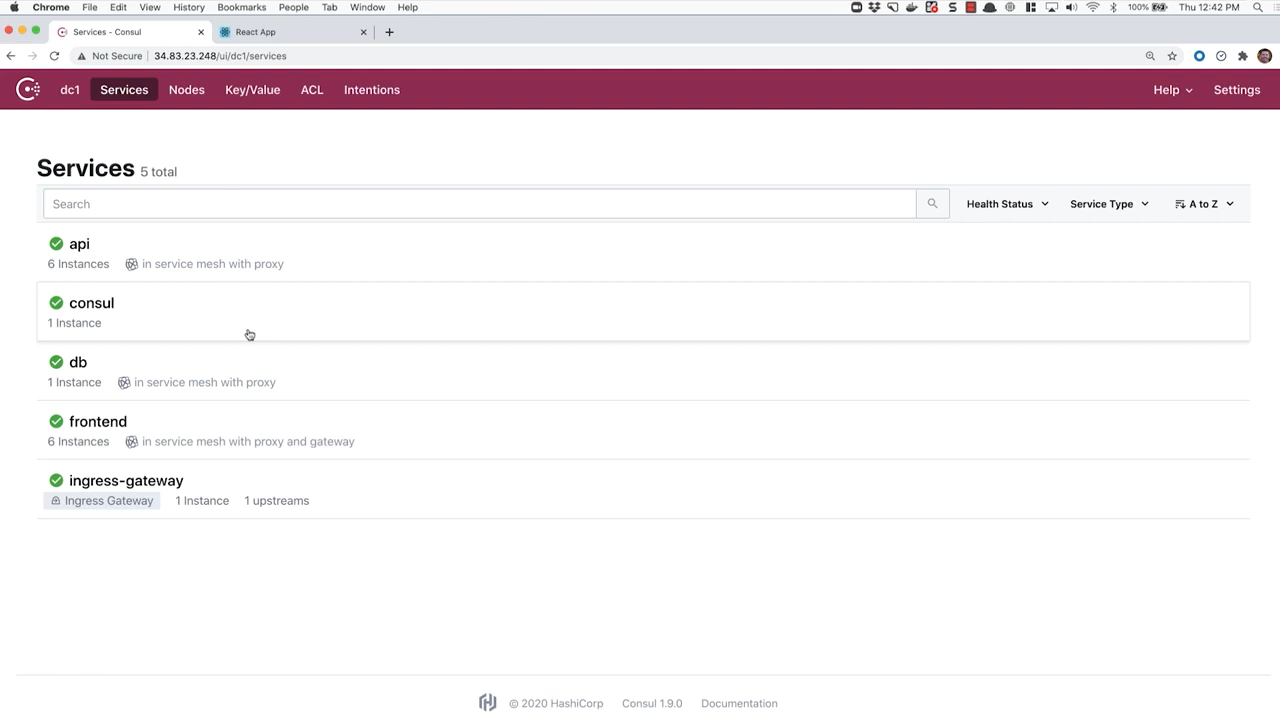 Chrome File Edit View History Bookmarks People Tab Window Help 100% Thu 12:42 PM
Services - Consul React App
Not Secure 34.83.23.248/ui/dc1/services
dc1 Services Nodes Key/Value ACL Intentions Help Settings
Services 5 total
Search Health Status Service Type A to Z
api
6 Instances in service mesh with proxy
consul
1 Instance
db
1 Instance in service mesh with proxy
frontend
6 Instances in service mesh with proxy and gateway
ingress-gateway
Ingress Gateway 1 Instance 1 upstreams
© 2020 HashiCorp Consul 1.9.0 Documentation